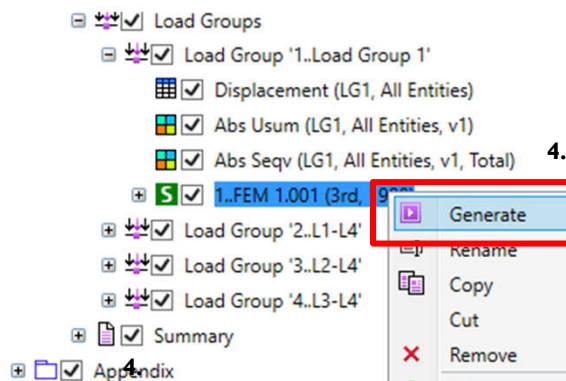 Load Groups
Load Group '1..Load Group 1'
Displacement (LG1, All Entities)
Abs Usum (LG1, All Entities, v1)
Abs Seqv (LG1, All Entities, v1, Total)
4.
1..FEM 1.001 (3rd,
Generate
Load Group '2..L1-L4'
Rename
Load Group '3..L2-L4'
Copy
Load Group '4..L3-L4'
Cut
Summary
Remove
Appendix
4.